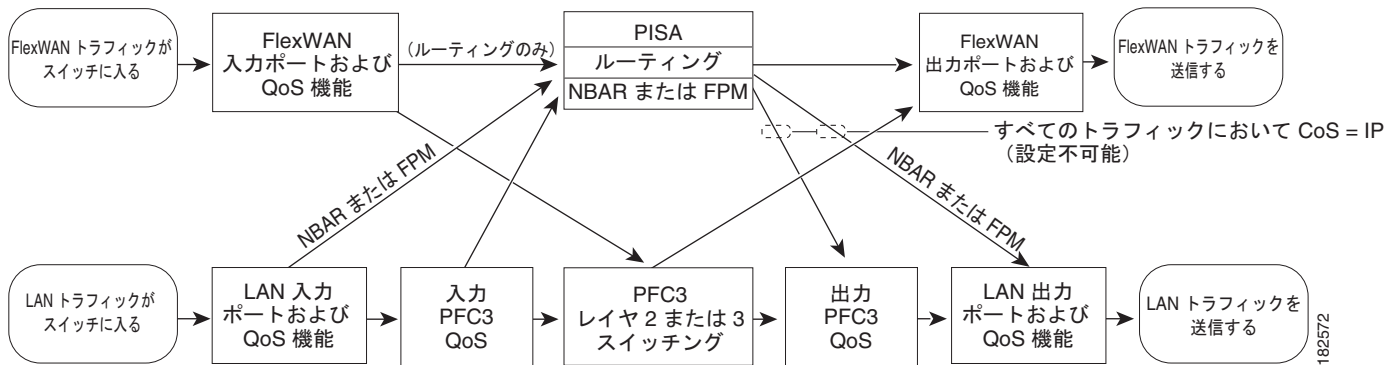 FlexWAN トラフィックが
スイッチに入る
FlexWAN
入力ポートおよび
QoS 機能
（ルーティングのみ）
PISA
ルーティング
NBAR または FPM
FlexWAN
出力ポートおよび
QoS 機能
FlexWAN トラフィックを
送信する
すべてのトラフィックにおいて CoS = IP
（設定不可能）
NBAR または FPM
NBAR または FPM
LAN トラフィックが
スイッチに入る
LAN 入力
ポートおよび
QoS 機能
入力
PFC3
QoS
PFC3
レイヤ 2 または 3
スイッチング
出力
PFC3
QoS
LAN 出力
ポートおよび
QoS 機能
LAN トラフィックを
送信する
182572